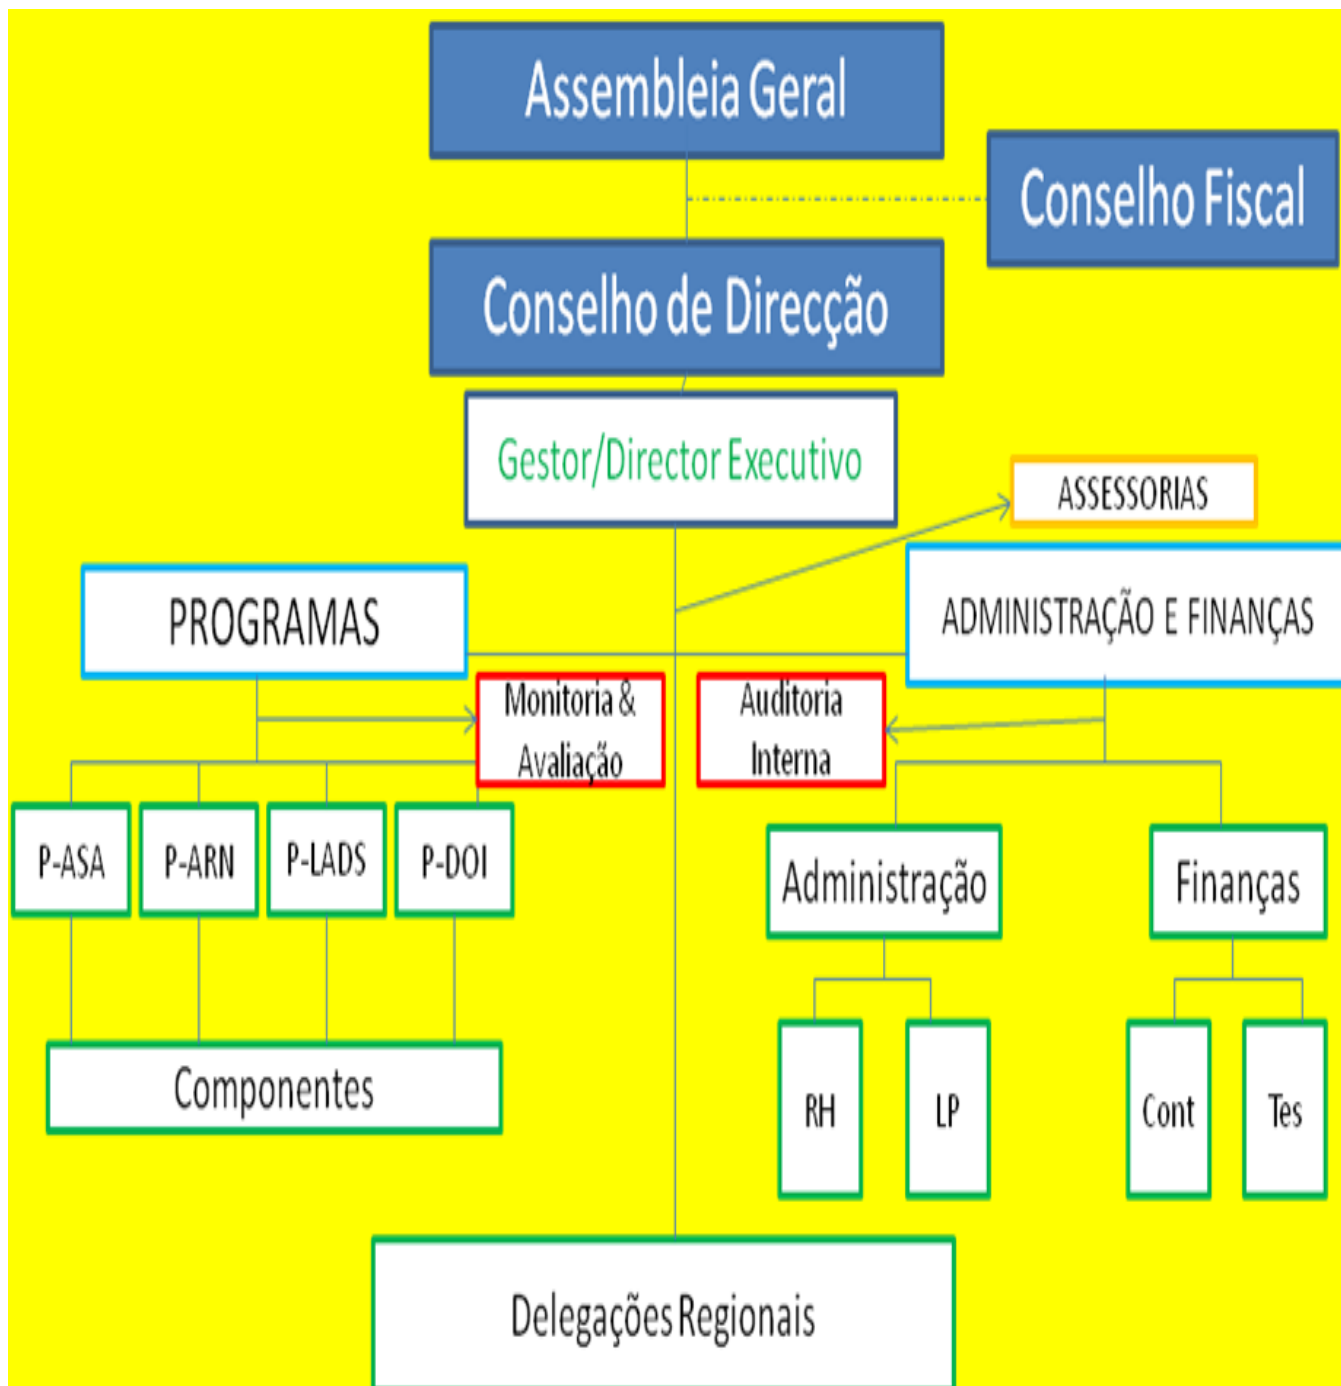 Assembleia Geral
Conselho Fiscal
Conselho de Direcção
Gestor/Director Executivo
ASSESSORIAS
PROGRAMAS
ADMINISTRAÇÃO E FINANÇAS
Monitoria &
Avaliação
Auditoria
Interna
P-ASA
P-ARN
P-LADS
P-DOI
Administração
Finanças
Componentes
RH
LP
Cont
Tes
Delegações Regionais